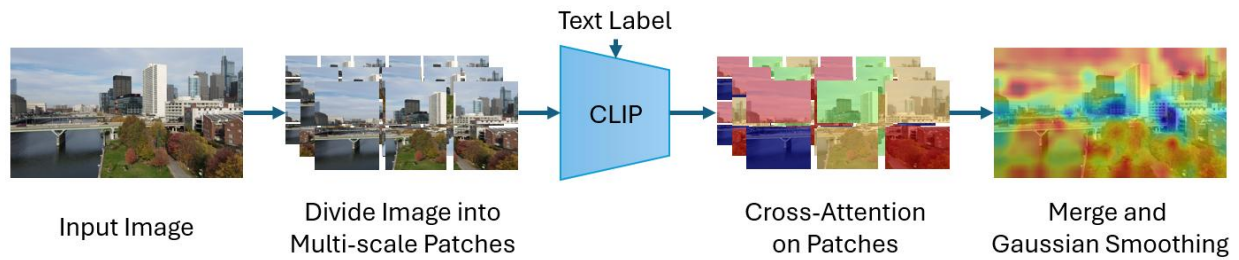 Text Label
CLIP
Input Image
Divide Image into
Multi-scale Patches
Cross-Attention
on Patches
Merge and
Gaussian Smoothing